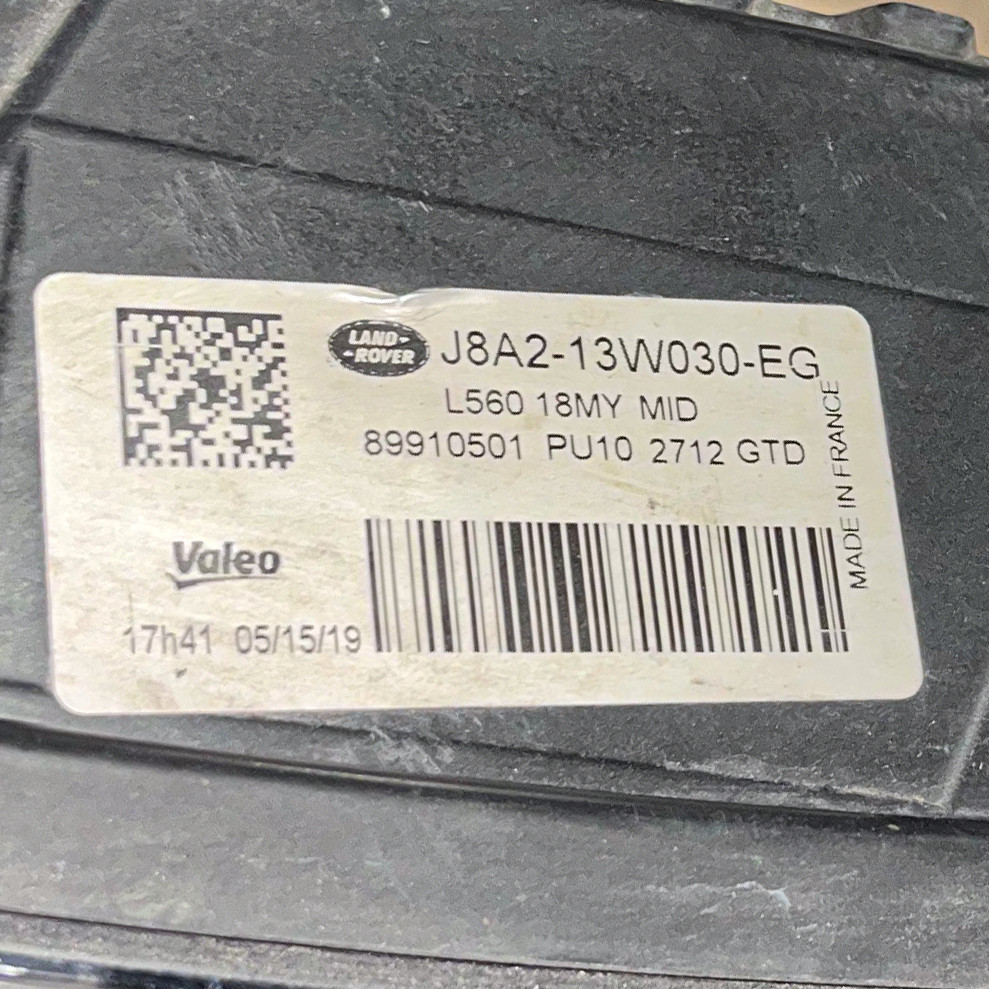 LAND-
-ROVER
J8A2-13W030-EG
L560 18MY MID
89910501 PU10 2712 GTD
MADE IN FRANCE
Valeo
17h41 05/15/19